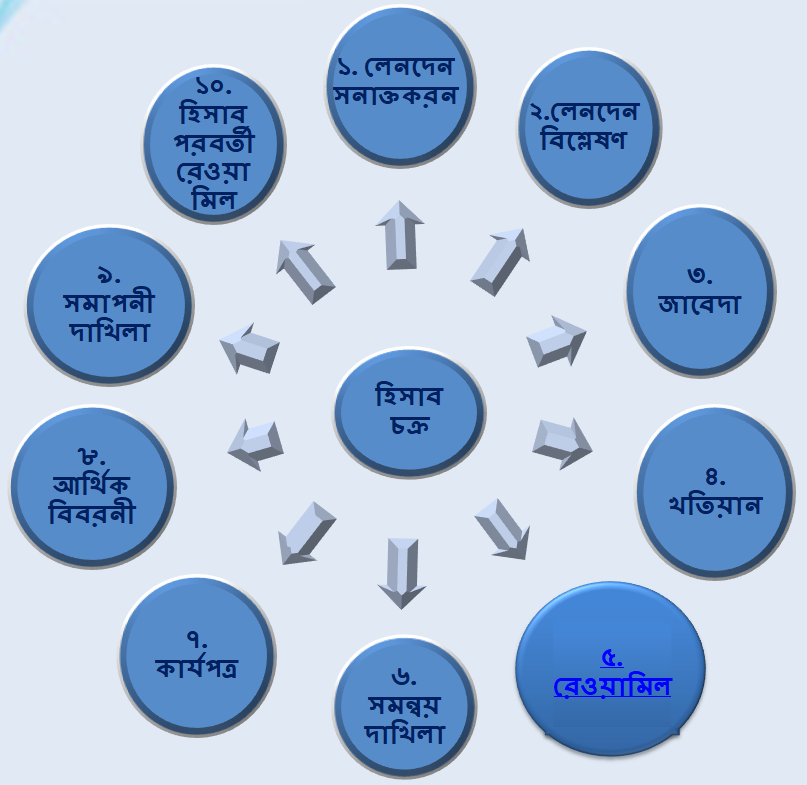 ১. লেনদেন
সনাক্তকরন
২.লেনদেন
বিশ্লেষণ
৩.
জাবেদা
৪.
খতিয়ান
৫.
রেওয়ামিল
৬.
সমন্বয়
দাখিলা
৭.
কার্যপত্র
৮.
আর্থিক
বিবরনী
৯.
সমাপনী
দাখিলা
১০.
হিসাব
পরবর্তী
রেওয়া
মিল
হিসাব
চক্র